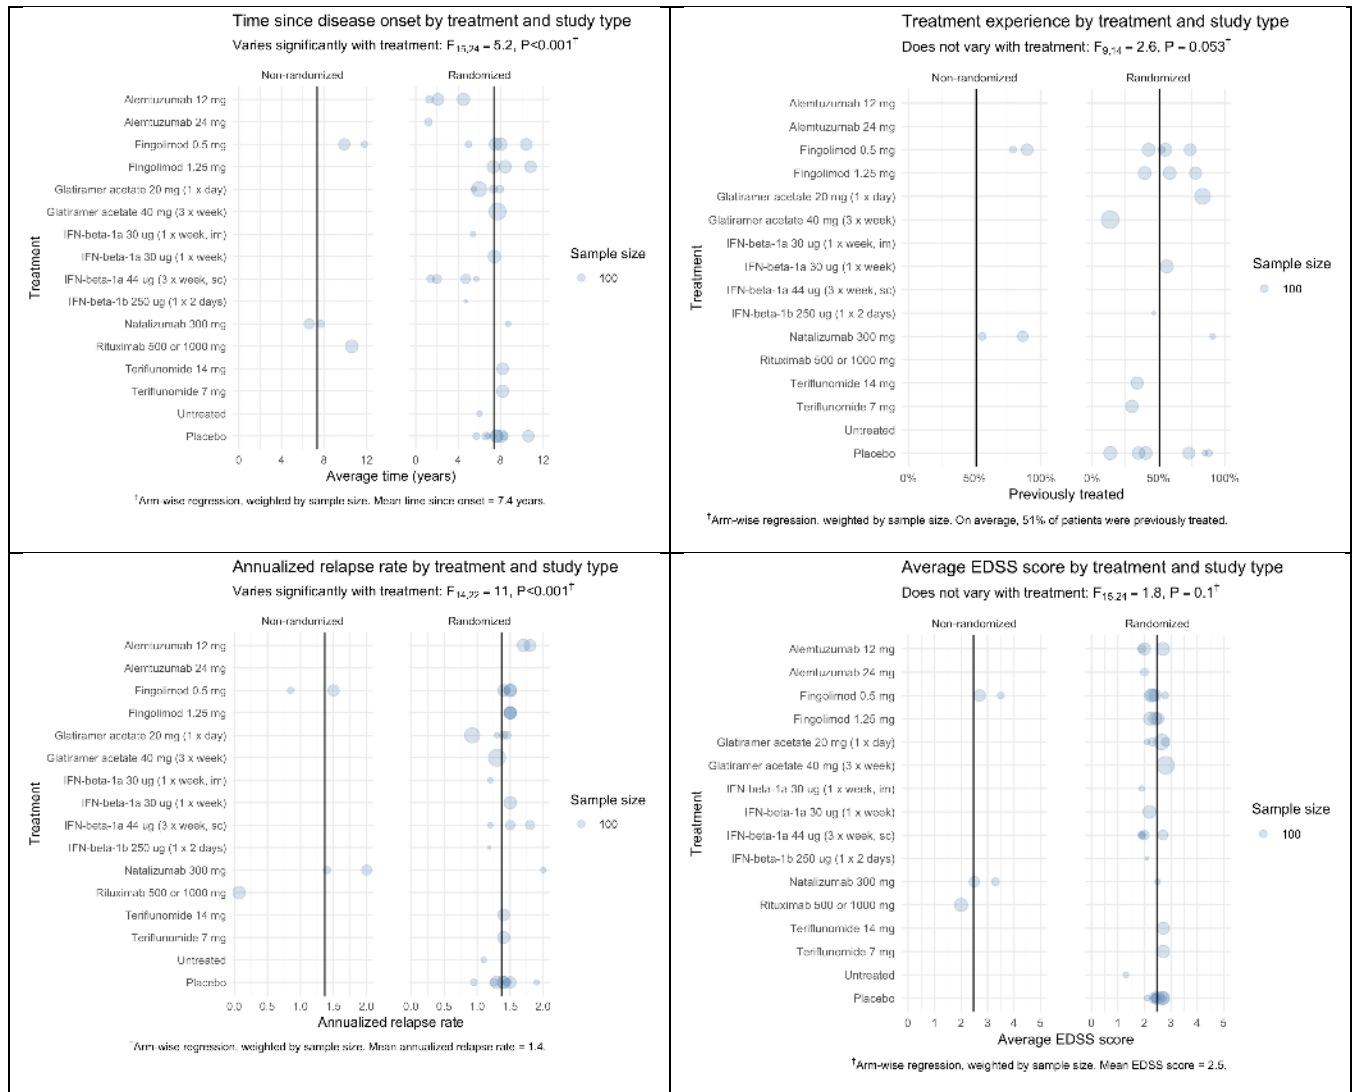 Time since disease onset by treatment and study type
Varies significantly with treatment: F15,24 = 5.2, P<0.001†
Non-randomized
Randomized
Treatment
Alemtuzumab 12 mg
Alemtuzumab 24 mg
Fingolimod 0.5 mg
Fingolimod 1.25 mg
Glatiramer acetate 20 mg (1 x day)
Glatiramer acetate 40 mg (3 x week)
IFN-beta-1a 30 ug (1 x week, im)
IFN-beta-1a 30 ug (1 x week)
IFN-beta-1a 44 ug (3 x week, sc)
IFN-beta-1b 250 ug (1 x 2 days)
Natalizumab 300 mg
Rituximab 500 or 1000 mg
Teriflunomide 14 mg
Teriflunomide 7 mg
Untreated
Placebo
0 4 8 12 0 4 8 12
Average time (years)
Sample size
100
†Arm-wise regression, weighted by sample size. Mean time since onset = 7.4 years.
Treatment experience by treatment and study type
Does not vary with treatment: F9,14 = 2.6, P = 0.053†
Non-randomized
Randomized
Treatment
Alemtuzumab 12 mg
Alemtuzumab 24 mg
Fingolimod 0.5 mg
Fingolimod 1.25 mg
Glatiramer acetate 20 mg (1 x day)
Glatiramer acetate 40 mg (3 x week)
IFN-beta-1a 30 ug (1 x week, im)
IFN-beta-1a 30 ug (1 x week)
IFN-beta-1a 44 ug (3 x week, sc)
IFN-beta-1b 250 ug (1 x 2 days)
Natalizumab 300 mg
Rituximab 500 or 1000 mg
Teriflunomide 14 mg
Teriflunomide 7 mg
Untreated
Placebo
0% 50% 100% 0% 50% 100%
Previously treated
Sample size
100
†Arm-wise regression, weighted by sample size. On average, 51% of patients were previously treated.
Annualized relapse rate by treatment and study type
Varies significantly with treatment: F14,22 = 11, P<0.001†
Non-randomized
Randomized
Treatment
Alemtuzumab 12 mg
Alemtuzumab 24 mg
Fingolimod 0.5 mg
Fingolimod 1.25 mg
Glatiramer acetate 20 mg (1 x day)
Glatiramer acetate 40 mg (3 x week)
IFN-beta-1a 30 ug (1 x week, im)
IFN-beta-1a 30 ug (1 x week)
IFN-beta-1a 44 ug (3 x week, sc)
IFN-beta-1b 250 ug (1 x 2 days)
Natalizumab 300 mg
Rituximab 500 or 1000 mg
Teriflunomide 14 mg
Teriflunomide 7 mg
Untreated
Placebo
0.0 0.5 1.0 1.5 2.0 0.0 0.5 1.0 1.5 2.0
Annualized relapse rate
Sample size
100
†Arm-wise regression, weighted by sample size. Mean annualized relapse rate = 1.4.
Average EDSS score by treatment and study type
Does not vary with treatment: F15,24 = 1.8, P = 0.1†
Non-randomized
Randomized
Treatment
Alemtuzumab 12 mg
Alemtuzumab 24 mg
Fingolimod 0.5 mg
Fingolimod 1.25 mg
Glatiramer acetate 20 mg (1 x day)
Glatiramer acetate 40 mg (3 x week)
IFN-beta-1a 30 ug (1 x week, im)
IFN-beta-1a 30 ug (1 x week)
IFN-beta-1a 44 ug (3 x week, sc)
IFN-beta-1b 250 ug (1 x 2 days)
Natalizumab 300 mg
Rituximab 500 or 1000 mg
Teriflunomide 14 mg
Teriflunomide 7 mg
Untreated
Placebo
0 1 2 3 4 5 0 1 2 3 4 5
Average EDSS score
Sample size
100
†Arm-wise regression, weighted by sample size. Mean EDSS score = 2.5.